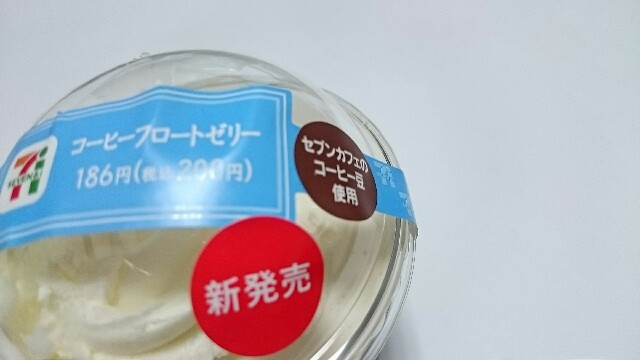 コーヒーフロートゼリー
186円(税込 200円)
セブンカフェの
コーヒー豆
使用
新発売